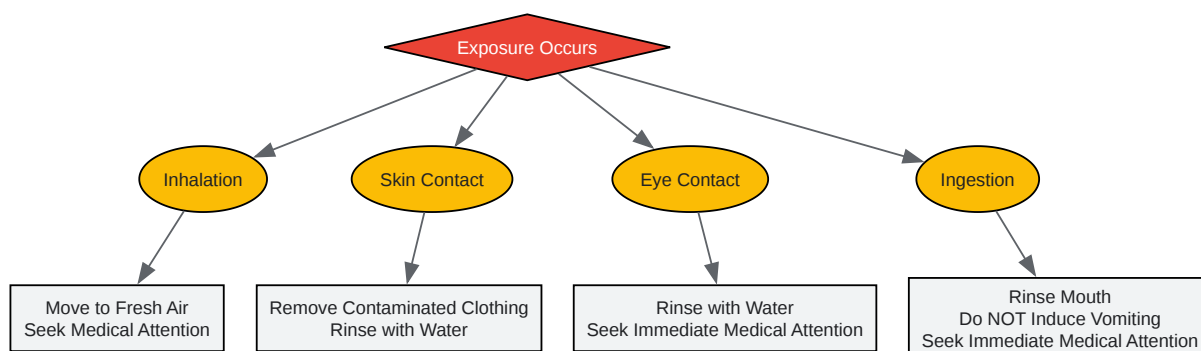 Exposure Occurs
Inhalation
Skin Contact
Eye Contact
Ingestion
Move to Fresh Air
Seek Medical Attention
Remove Contaminated Clothing
Rinse with Water
Rinse with Water
Seek Immediate Medical Attention
Rinse Mouth
Do NOT Induce Vomiting
Seek Immediate Medical Attention